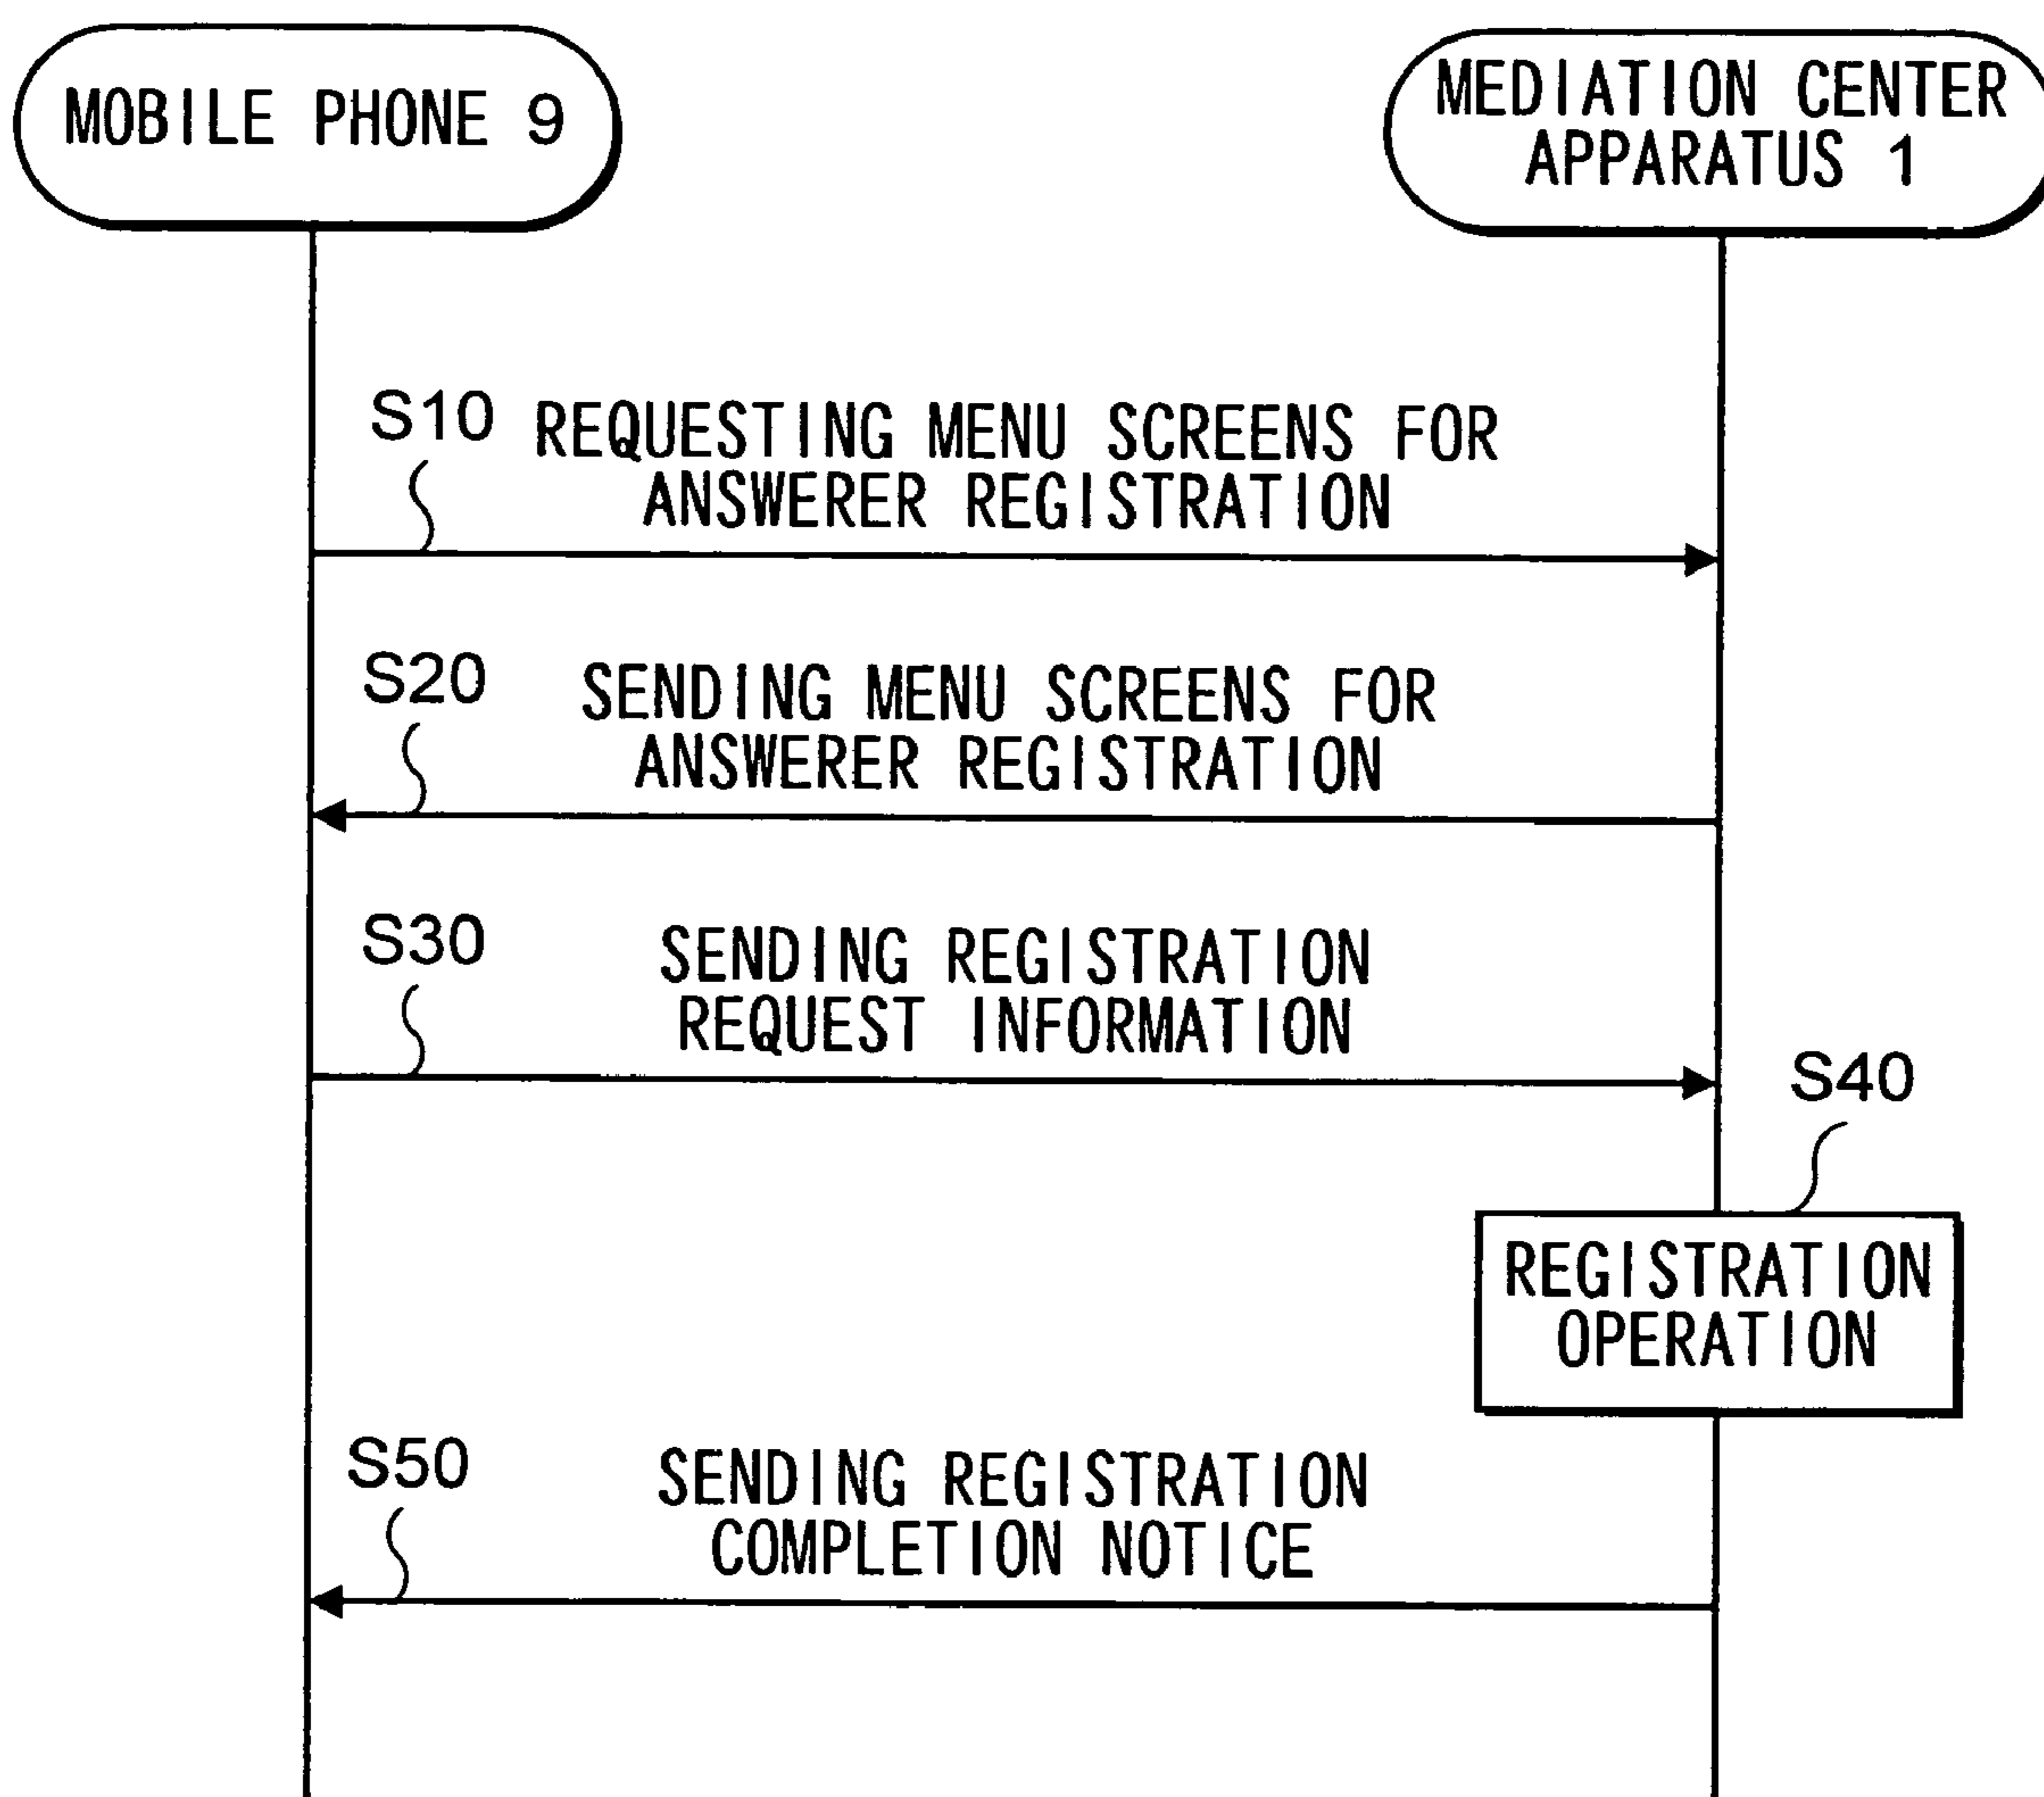 MOBILE PHONE 9
MEDIATION CENTER
APPARATUS 1
S10
REQUESTING MENU SCREENS FOR
ANSWERER REGISTRATION
S20
SENDING MENU SCREENS FOR
ANSWERER REGISTRATION
S30
SENDING REGISTRATION
REQUEST INFORMATION
S40
REGISTRATION
OPERATION
S50
SENDING REGISTRATION
COMPLETION NOTICE